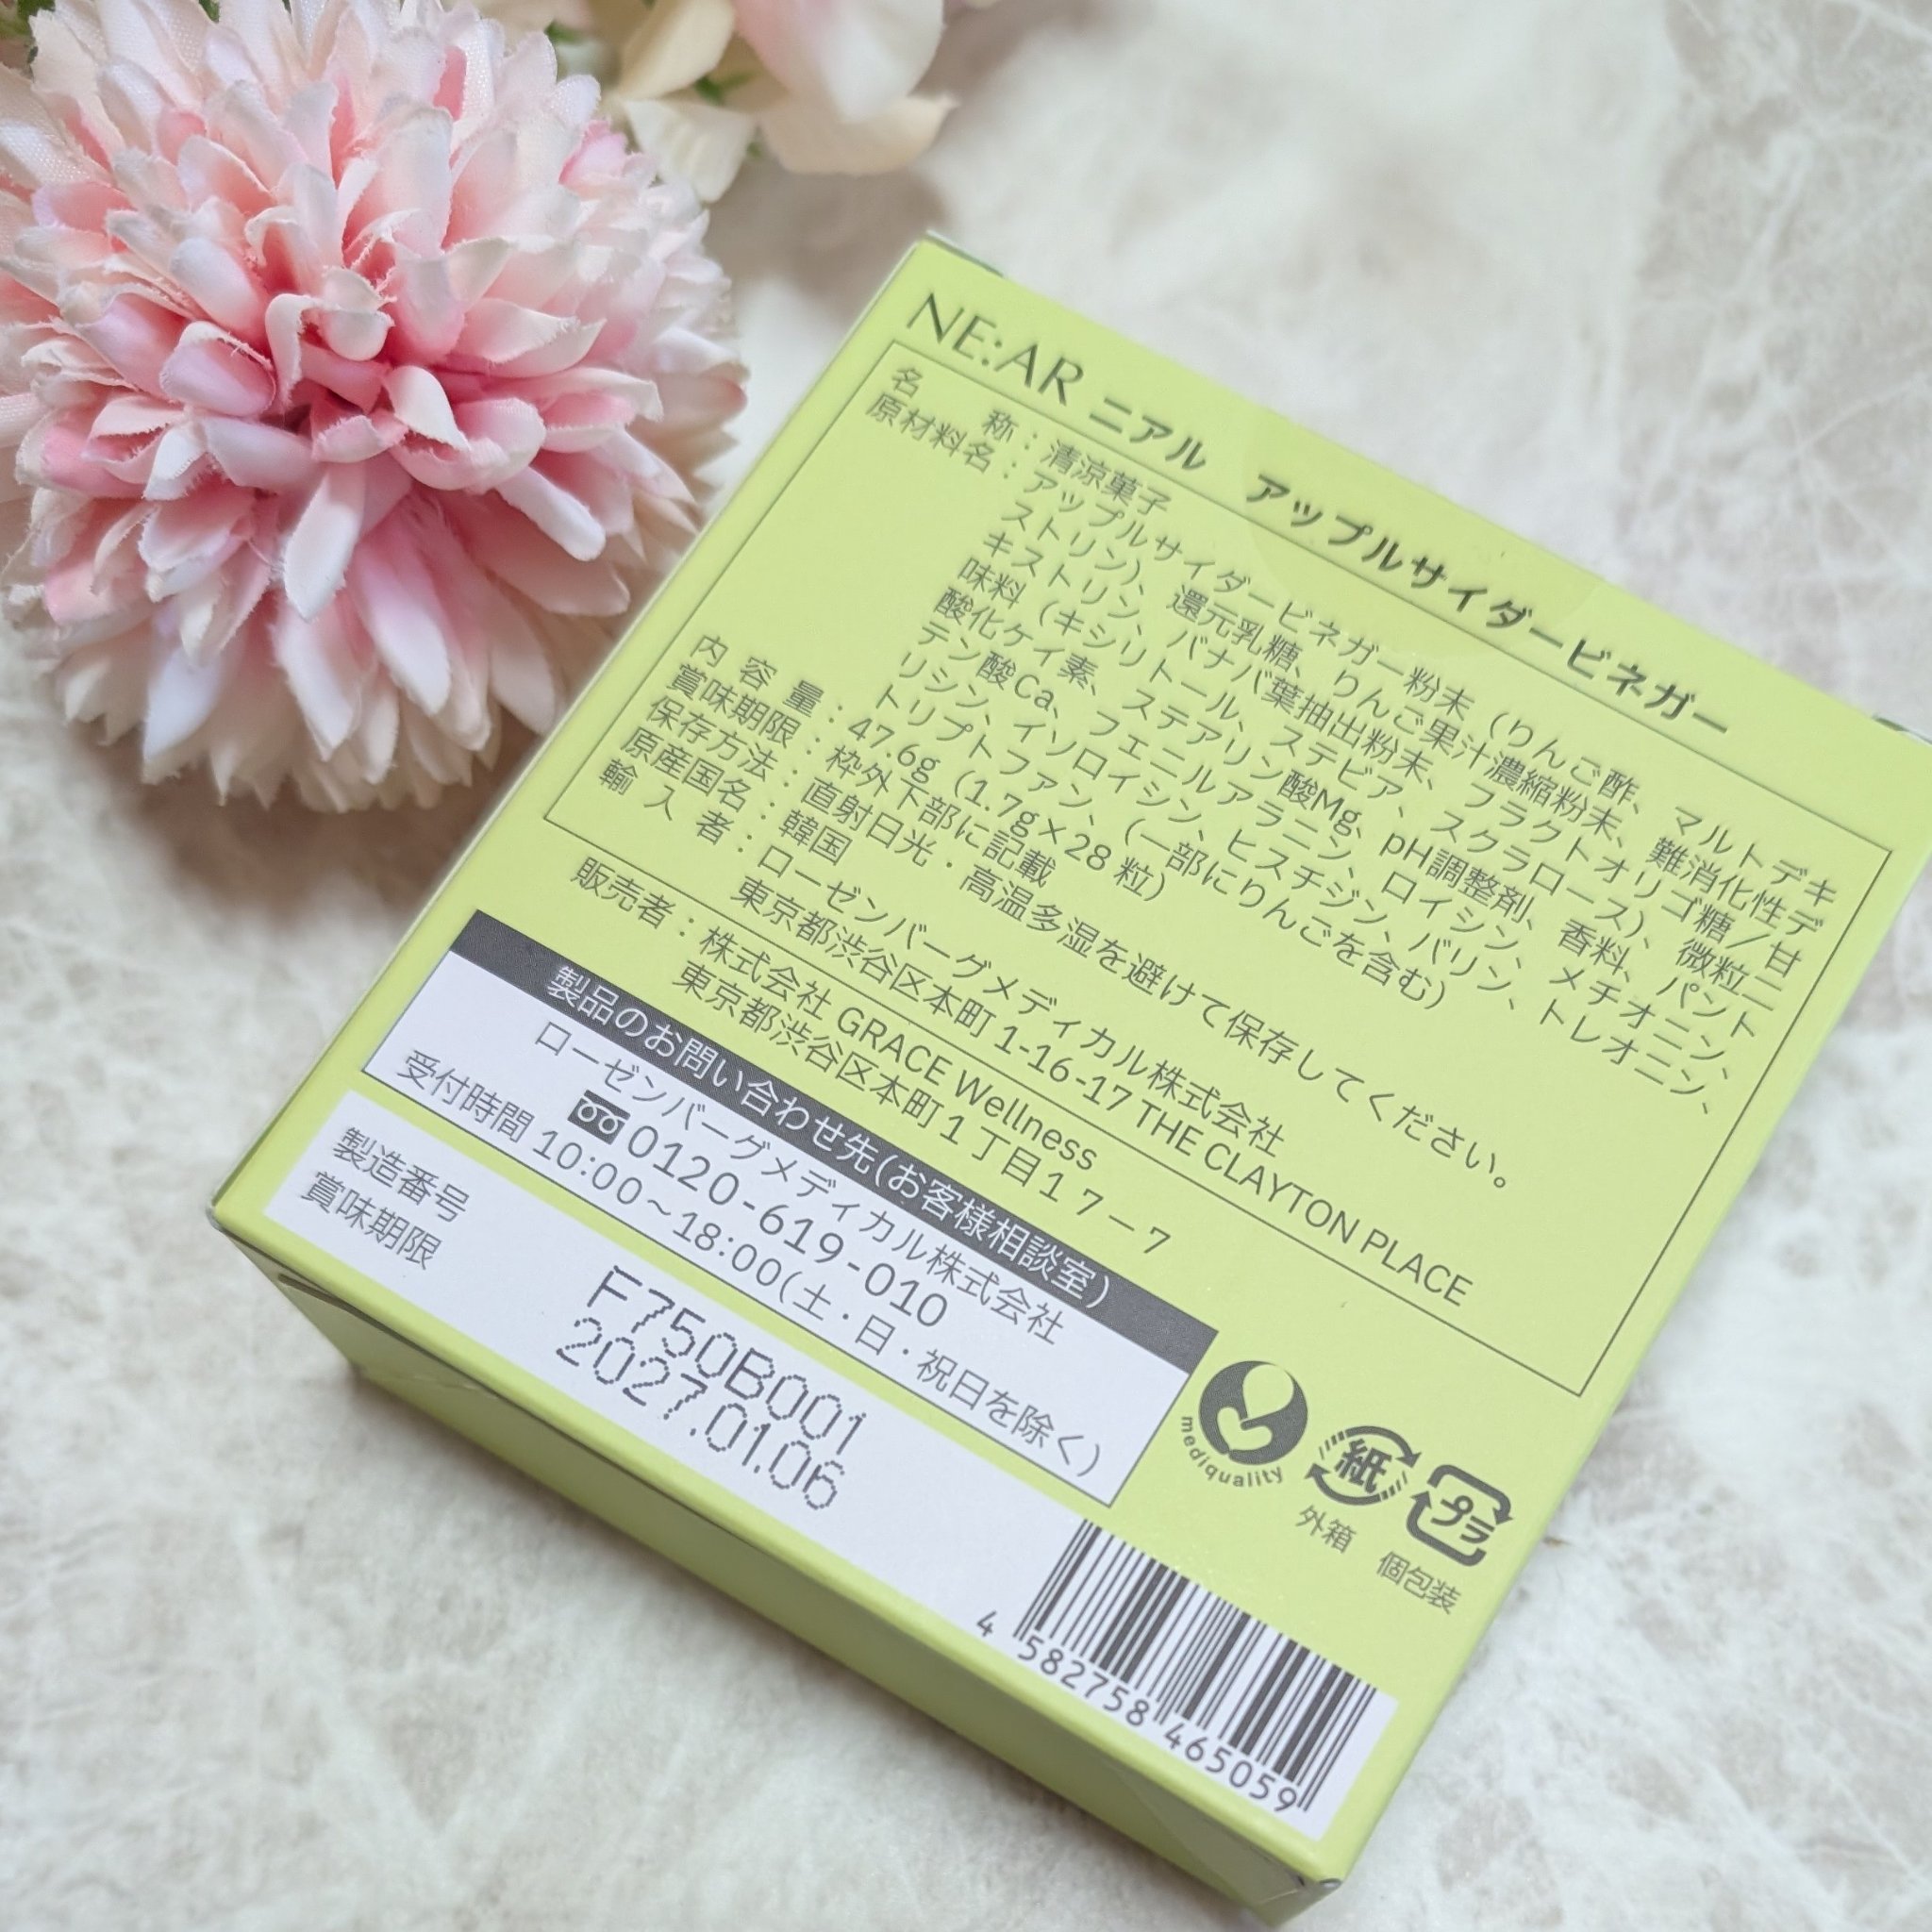 NE:AR ニアル　アップルサイダービネガー
名　　称：清涼菓子
原材料名：アップルサイダービネガー粉末（りんご酢、マルトデキ
ストリン）、還元乳糖、りんご果汁濃縮粉末、難消化性デ
キストリン、バナバ葉抽出粉末、フラクトオリゴ糖／甘
味料（キシリトール、ステビア、スクラロース）、微粒二
酸化ケイ素、ステアリン酸Mg、pH調整剤、香料、パント
テン酸Ca、フェニルアラニン、ロイシン、メチオニン、
リシン、イソロイシン、ヒスチジン、バリン、トレオニン、
トリプトファン、（一部にりんごを含む）
内 容 量：47.6g（1.7g×28 粒）
賞味期限：枠外下部に記載
保存方法：直射日光・高温多湿を避けて保存してください。
原産国名：韓国
輸 入 者：ローゼンバーグメディカル株式会社
東京都渋谷区本町 1-16-17 THE CLAYTON PLACE
販売者：株式会社 GRACE Wellness
東京都渋谷区本町１丁目１７－７
製品のお問い合わせ先（お客様相談室）
ローゼンバーグメディカル株式会社
0120-619-010
受付時間 10:00～18:00（土・日・祝日を除く）
製造番号 F750B001
賞味期限 2027.01.06
mediquality
紙
外箱
プラ
個包装
4 582758 465059